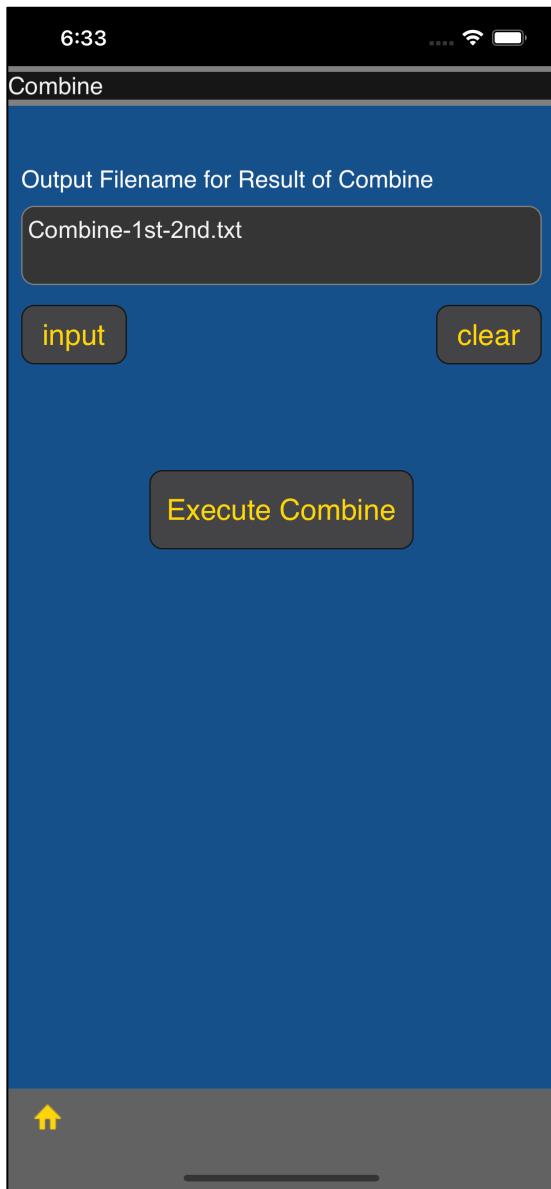 6:33
Combine
Output Filename for Result of Combine
Combine-1st-2nd.txt
input clear
Execute Combine